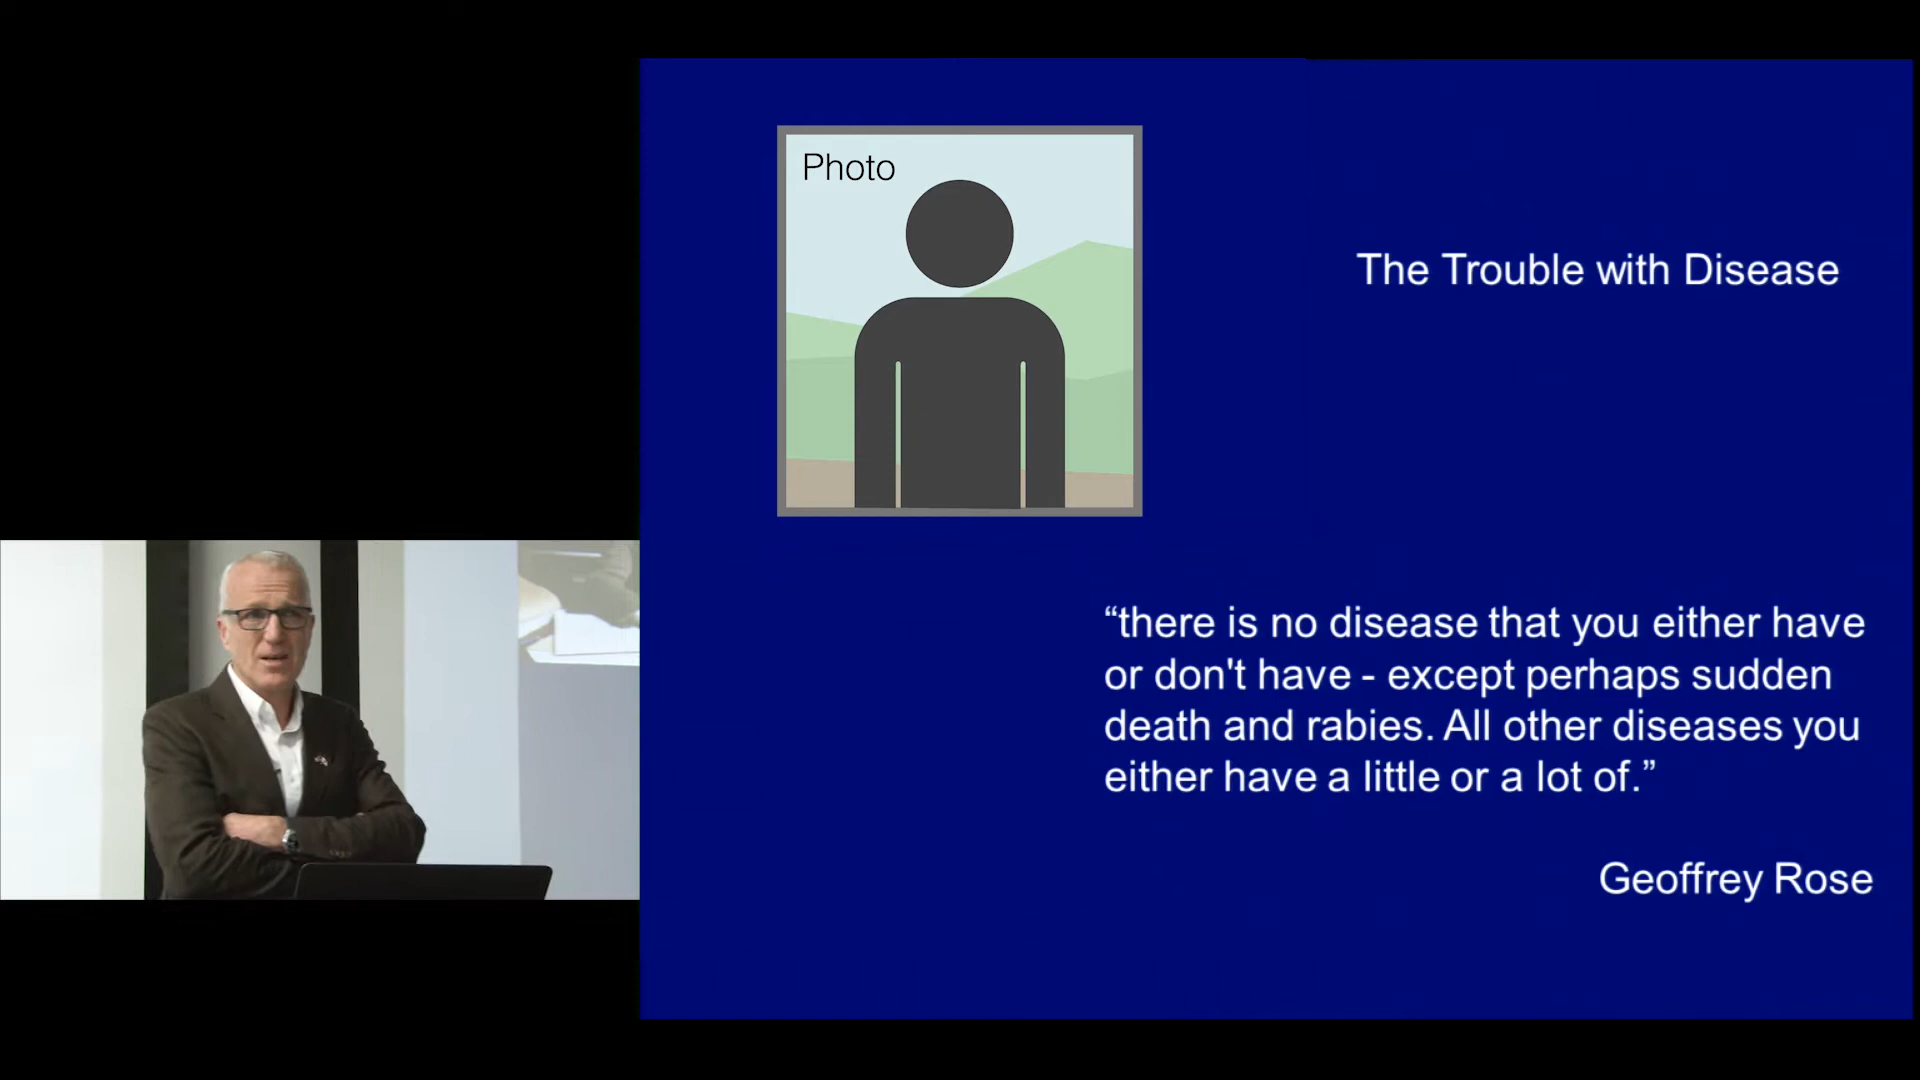 Photo
The Trouble with Disease
“there is no disease that you either have
or don't have - except perhaps sudden
death and rabies. All other diseases you
either have a little or a lot of.”
Geoffrey Rose